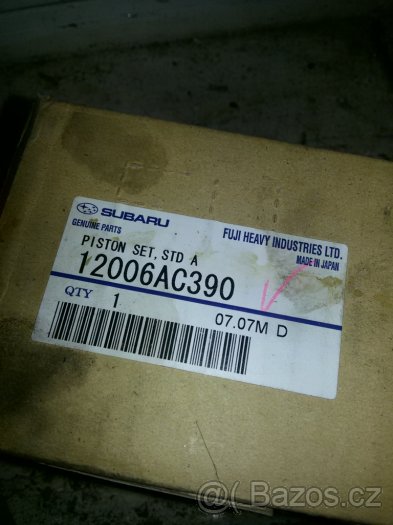 SUBARU
GENUINE PARTS
FUJI HEAVY INDUSTRIES LTD.
MADE IN JAPAN
PISTON SET, STD A
12006AC390
QTY 1
07.07M D
Bazos.cz